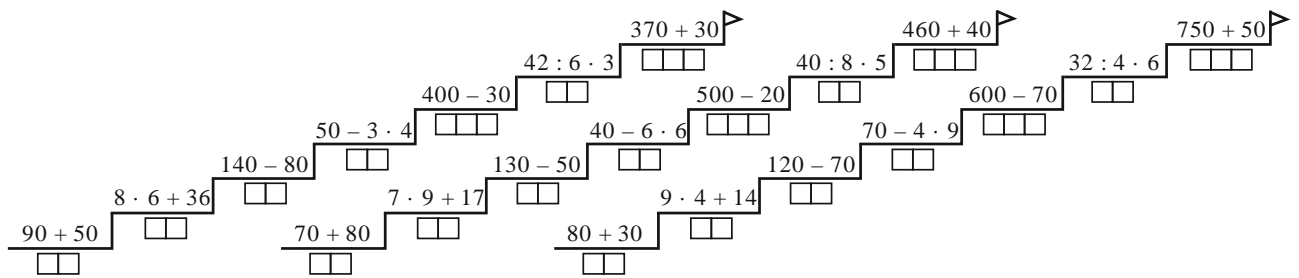 370 + 30 460 + 40 750 + 50
42 : 6 · 3 40 : 8 · 5 32 : 4 · 6
400 – 30 500 – 20 600 – 70
50 – 3 · 4 40 – 6 · 6 70 – 4 · 9
140 – 80 130 – 50 120 – 70
8 · 6 + 36 7 · 9 + 17 9 · 4 + 14
90 + 50 70 + 80 80 + 30